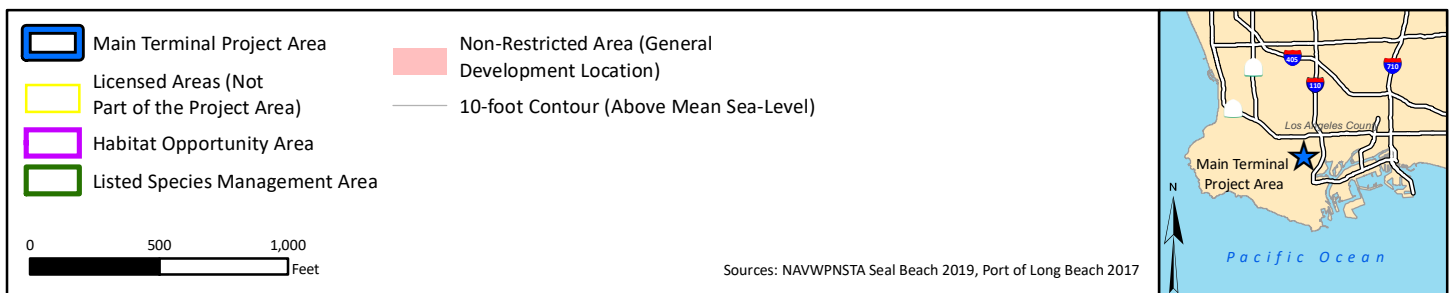 Main Terminal Project Area
Licensed Areas (Not
Part of the Project Area)
Habitat Opportunity Area
Listed Species Management Area
Non-Restricted Area (General
Development Location)
10-foot Contour (Above Mean Sea-Level)
0 500 1,000
Feet
Sources: NAVWPNSTA Seal Beach 2019, Port of Long Beach 2017
405
710
110
Los Angeles County
Main Terminal
Project Area
N
Pacific Ocean